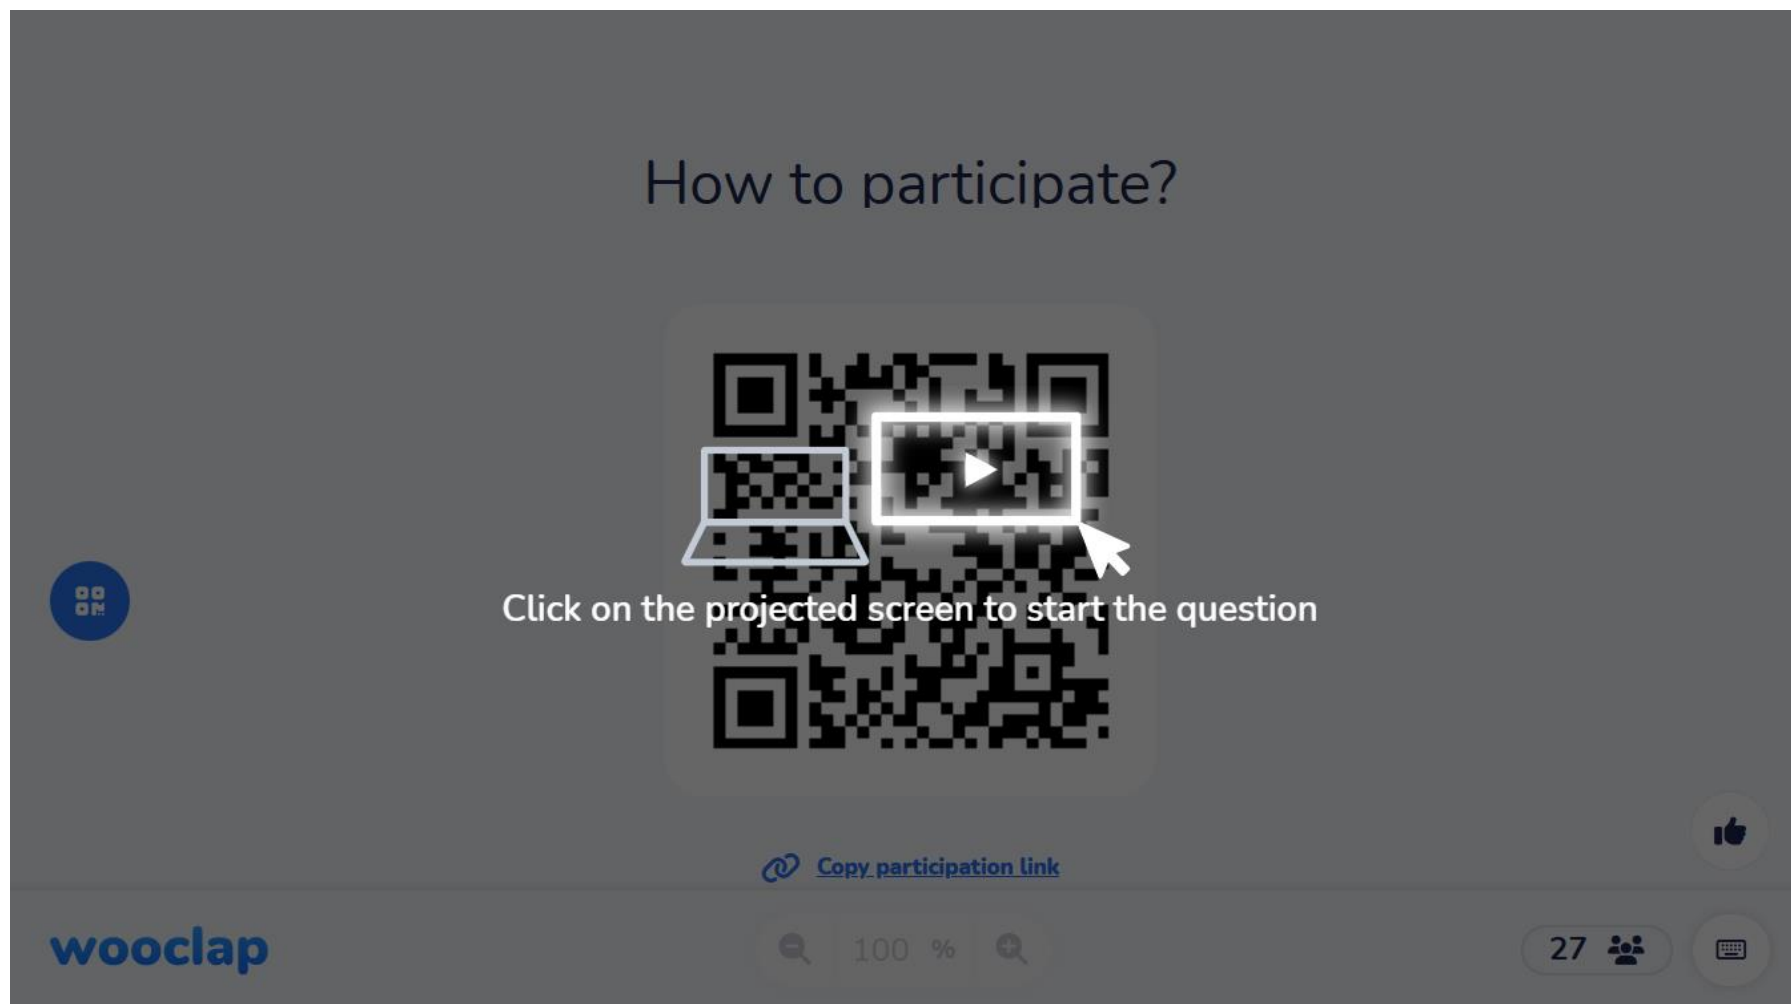 How to participate?
Click on the projected screen to start the question
Copy participation link
wooclap
100 %
27